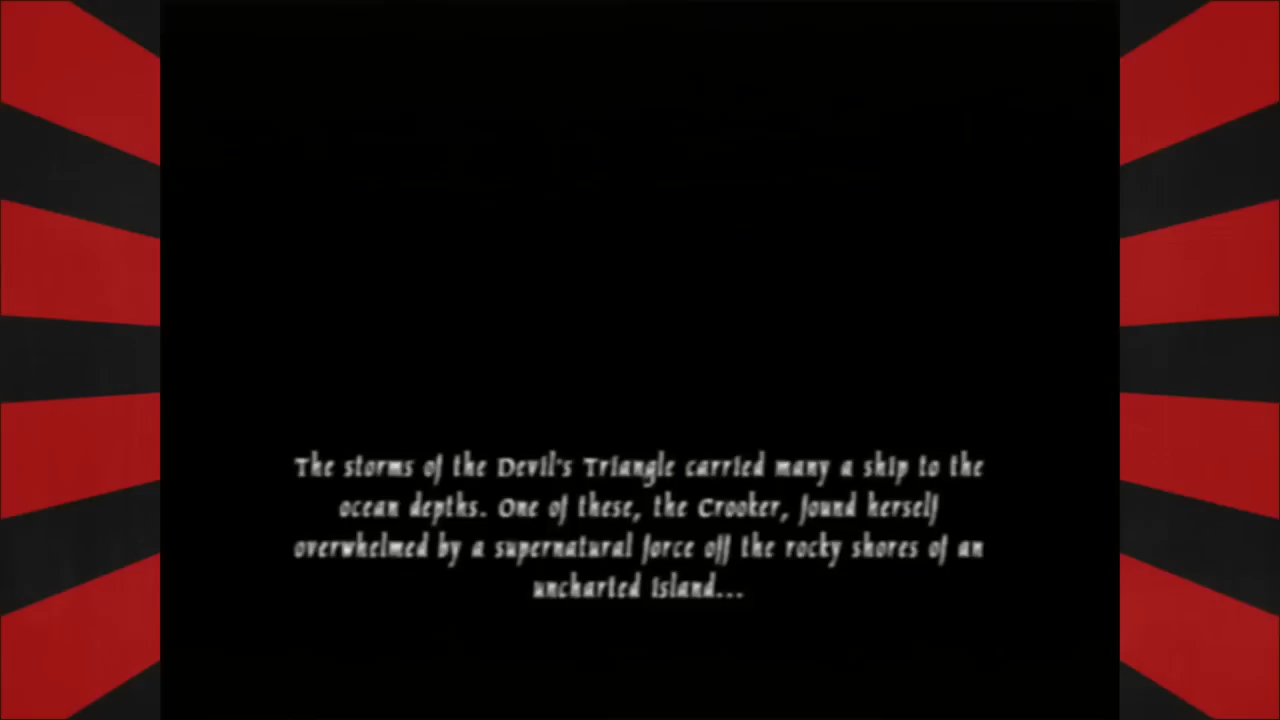 The storms of the Devil's Triangle carried many a ship to the
ocean depths. One of these, the Crooker, found herself
overwhelmed by a supernatural force off the rocky shores of an
uncharted island...